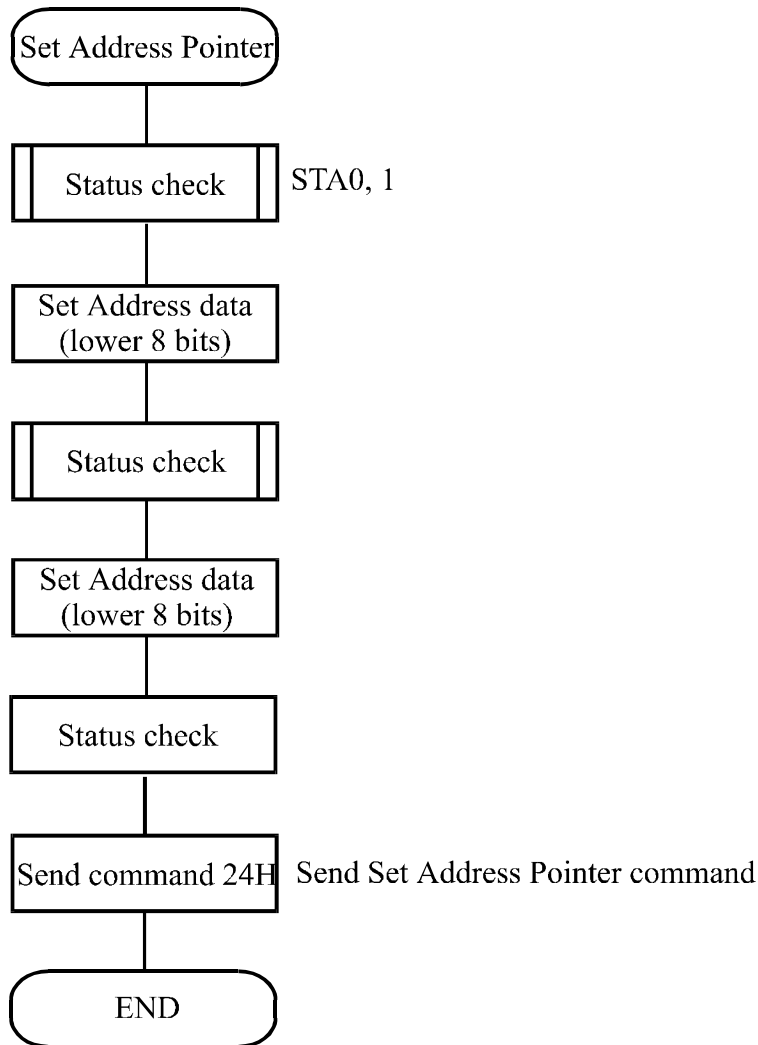 Set Address Pointer
Status check
STA0, 1
Set Address data
(lower 8 bits)
Status check
Set Address data
(lower 8 bits)
Status check
Send command 24H
Send Set Address Pointer command
END